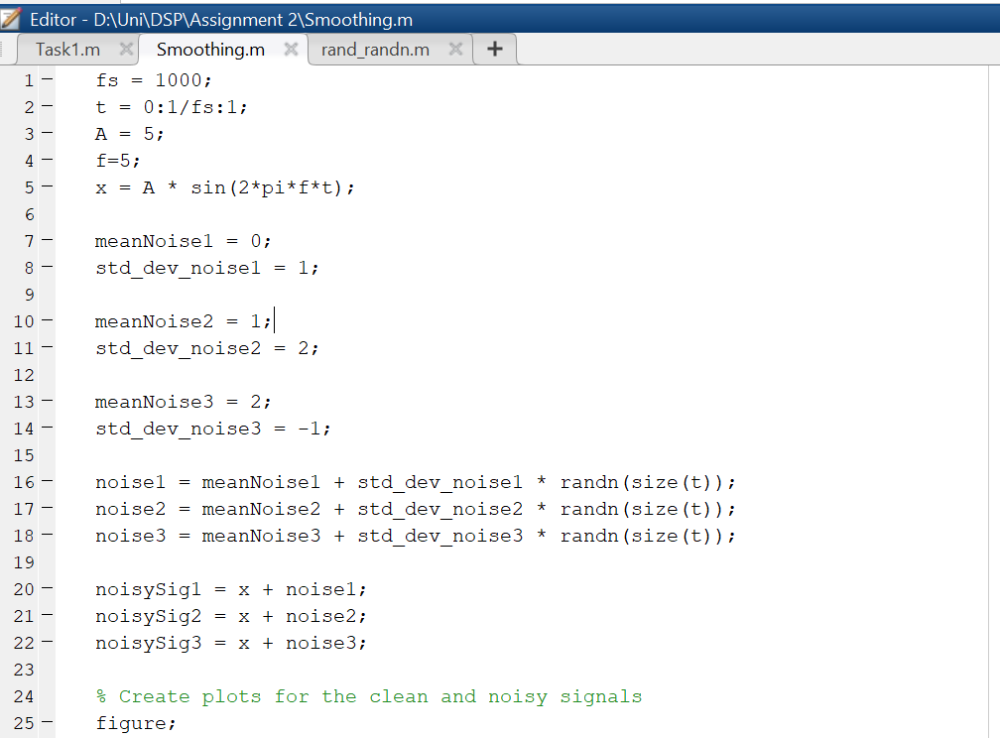 Editor - D:\Uni\DSP\Assignment 2\Smoothing.m
Task1.m Smoothing.m rand_randn.m
1 fs = 1000;
2 t = 0:1/fs:1;
3 A = 5;
4 f=5;
5 x = A * sin(2*pi*f*t);
6
7 meanNoise1 = 0;
8 std_dev_noise1 = 1;
9
10 meanNoise2 = 1;
11 std_dev_noise2 = 2;
12
13 meanNoise3 = 2;
14 std_dev_noise3 = -1;
15
16 noise1 = meanNoise1 + std_dev_noise1 * randn(size(t));
17 noise2 = meanNoise2 + std_dev_noise2 * randn(size(t));
18 noise3 = meanNoise3 + std_dev_noise3 * randn(size(t));
19
20 noisySig1 = x + noise1;
21 noisySig2 = x + noise2;
22 noisySig3 = x + noise3;
23
24 % Create plots for the clean and noisy signals
25 figure;